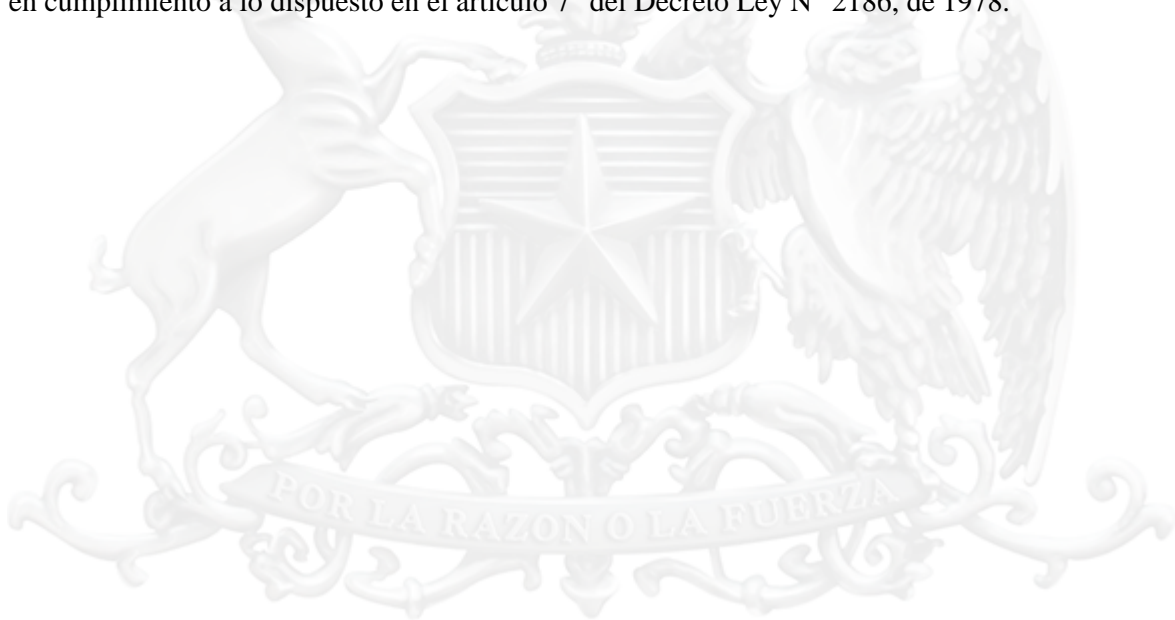 en cumplimiento a lo dispuesto en el artículo 7° del Decreto Ley N° 2186, de 1978.
POR LA RAZON O LA FUERZA